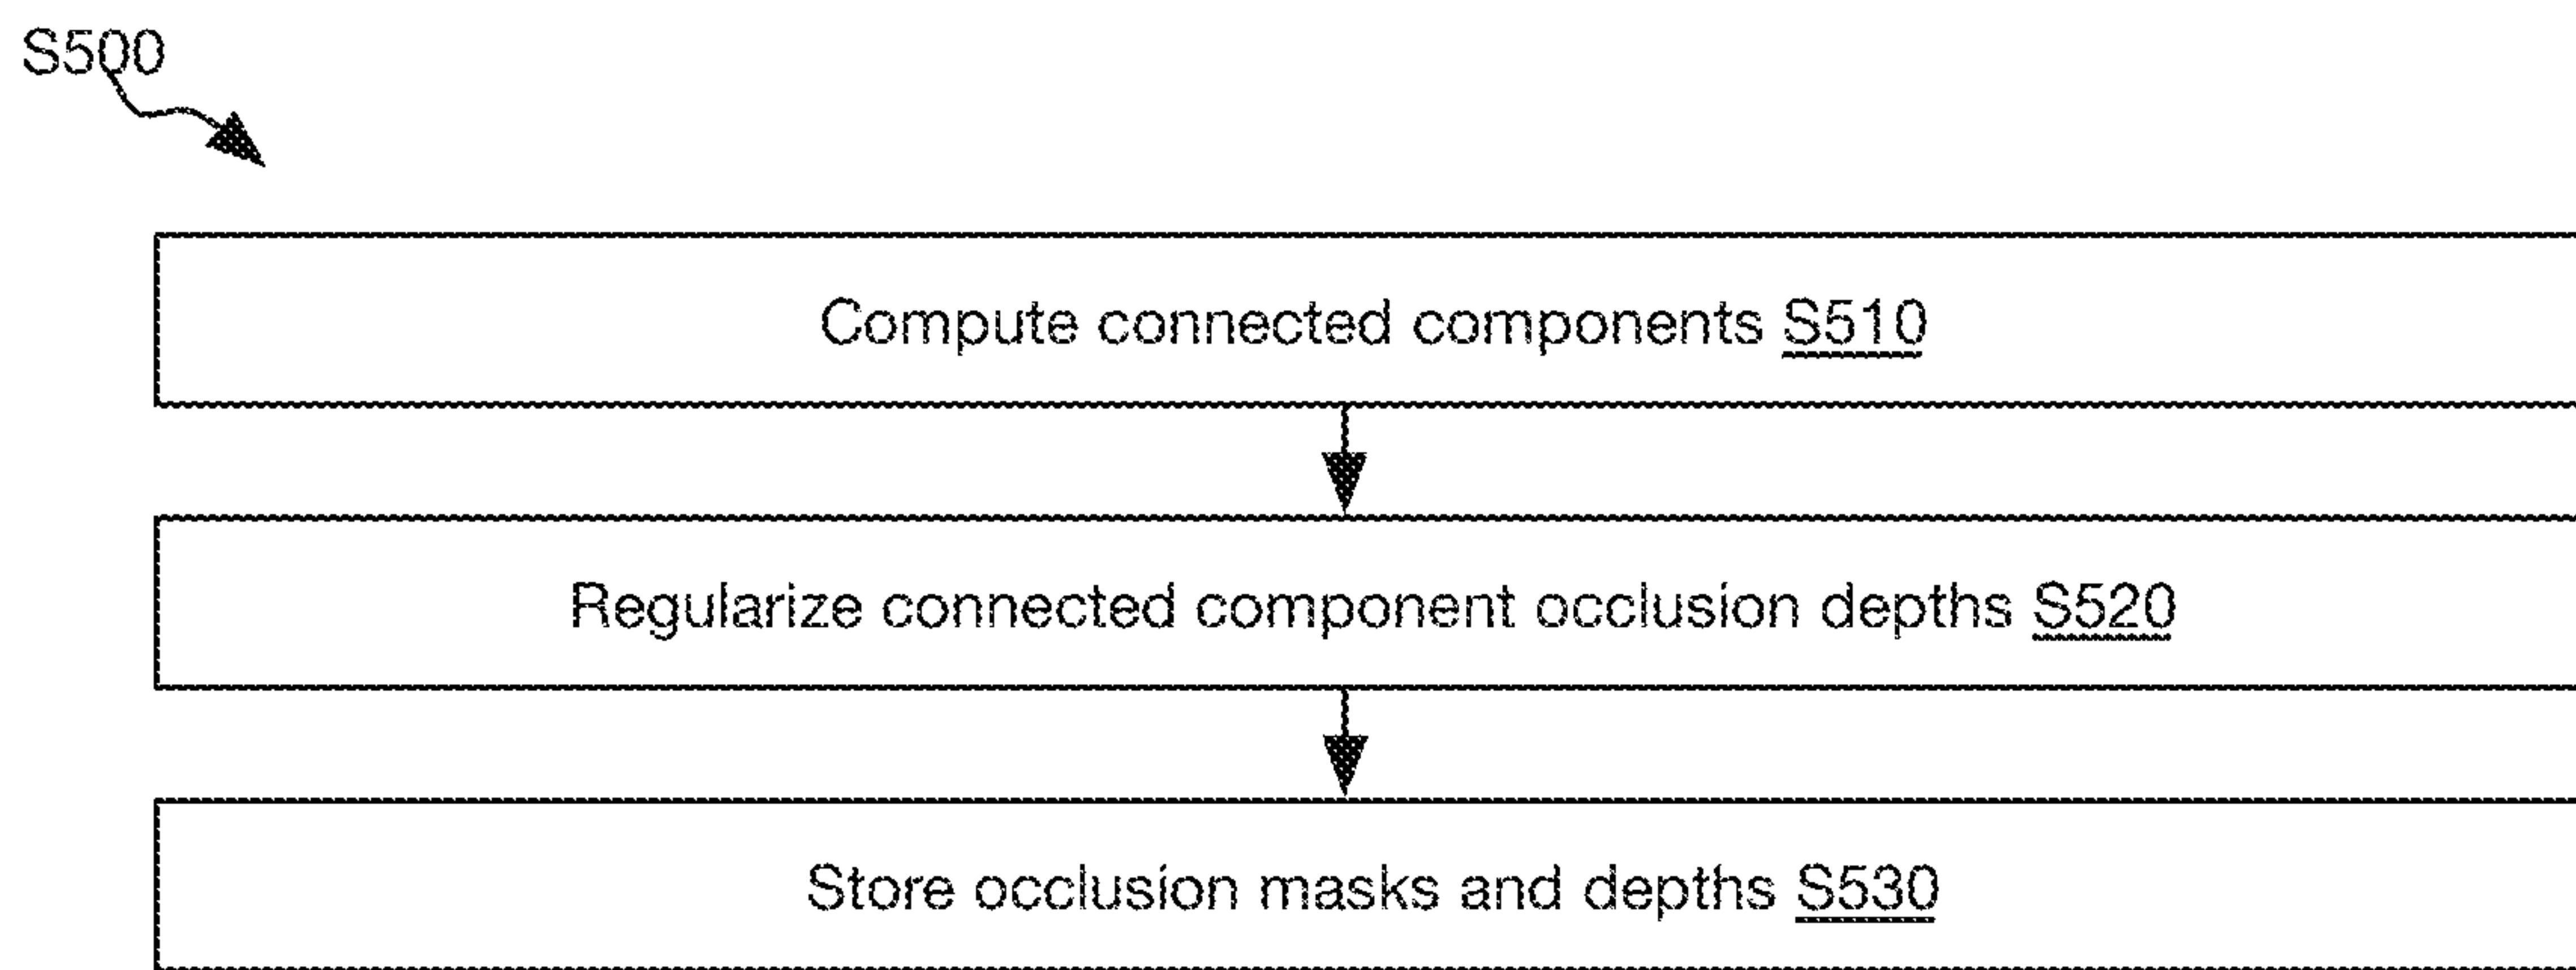 S500
Compute connected components S510
Regularize connected component occlusion depths S520
Store occlusion masks and depths S530